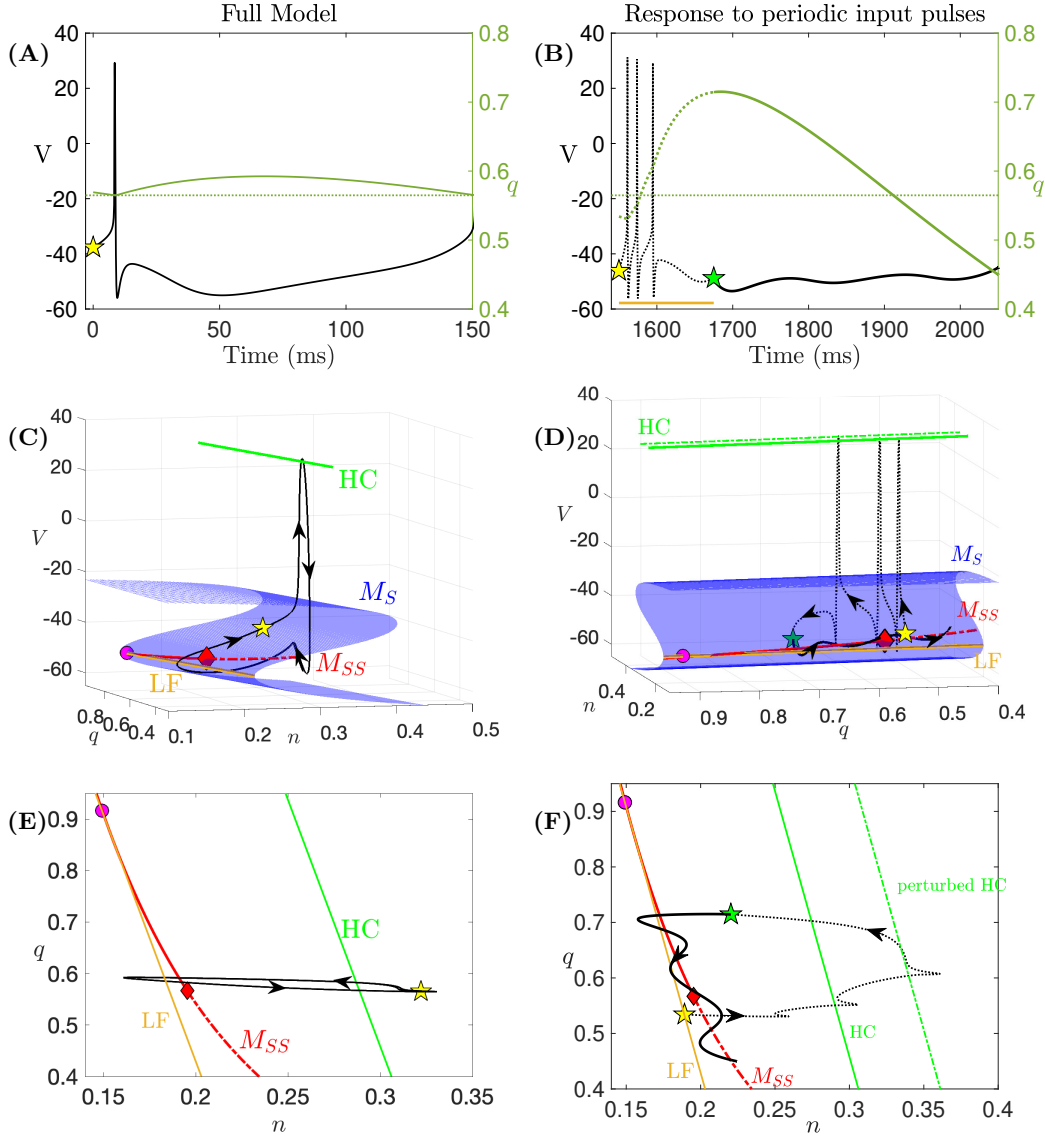 Full Model
Response to periodic input pulses
(A)
40
20
0
-20
-40
-60
V
0.8
0.7
0.6
0.5
0.4
q
0
50
100
150
Time (ms)
(B)
40
20
0
-20
-40
-60
V
0.8
0.7
0.6
0.5
0.4
q
1600
1700
1800
1900
2000
Time (ms)
(C)
40
20
0
-20
-40
-60
V
HC
M_S
M_SS
LF
0.8
0.6
0.4
q
0.1
0.2
0.3
0.4
0.5
n
(D)
40
20
0
-20
-40
-60
V
HC
M_S
M_SS
LF
0.4
0.2
n
0.9
0.8
0.7
0.6
0.5
0.4
q
(E)
0.9
0.8
0.7
0.6
0.5
0.4
q
HC
LF
M_SS
0.15
0.2
0.25
0.3
0.35
n
(F)
0.9
0.8
0.7
0.6
0.5
0.4
q
perturbed HC
HC
LF
M_SS
0.15
0.2
0.25
0.3
0.35
0.4
n